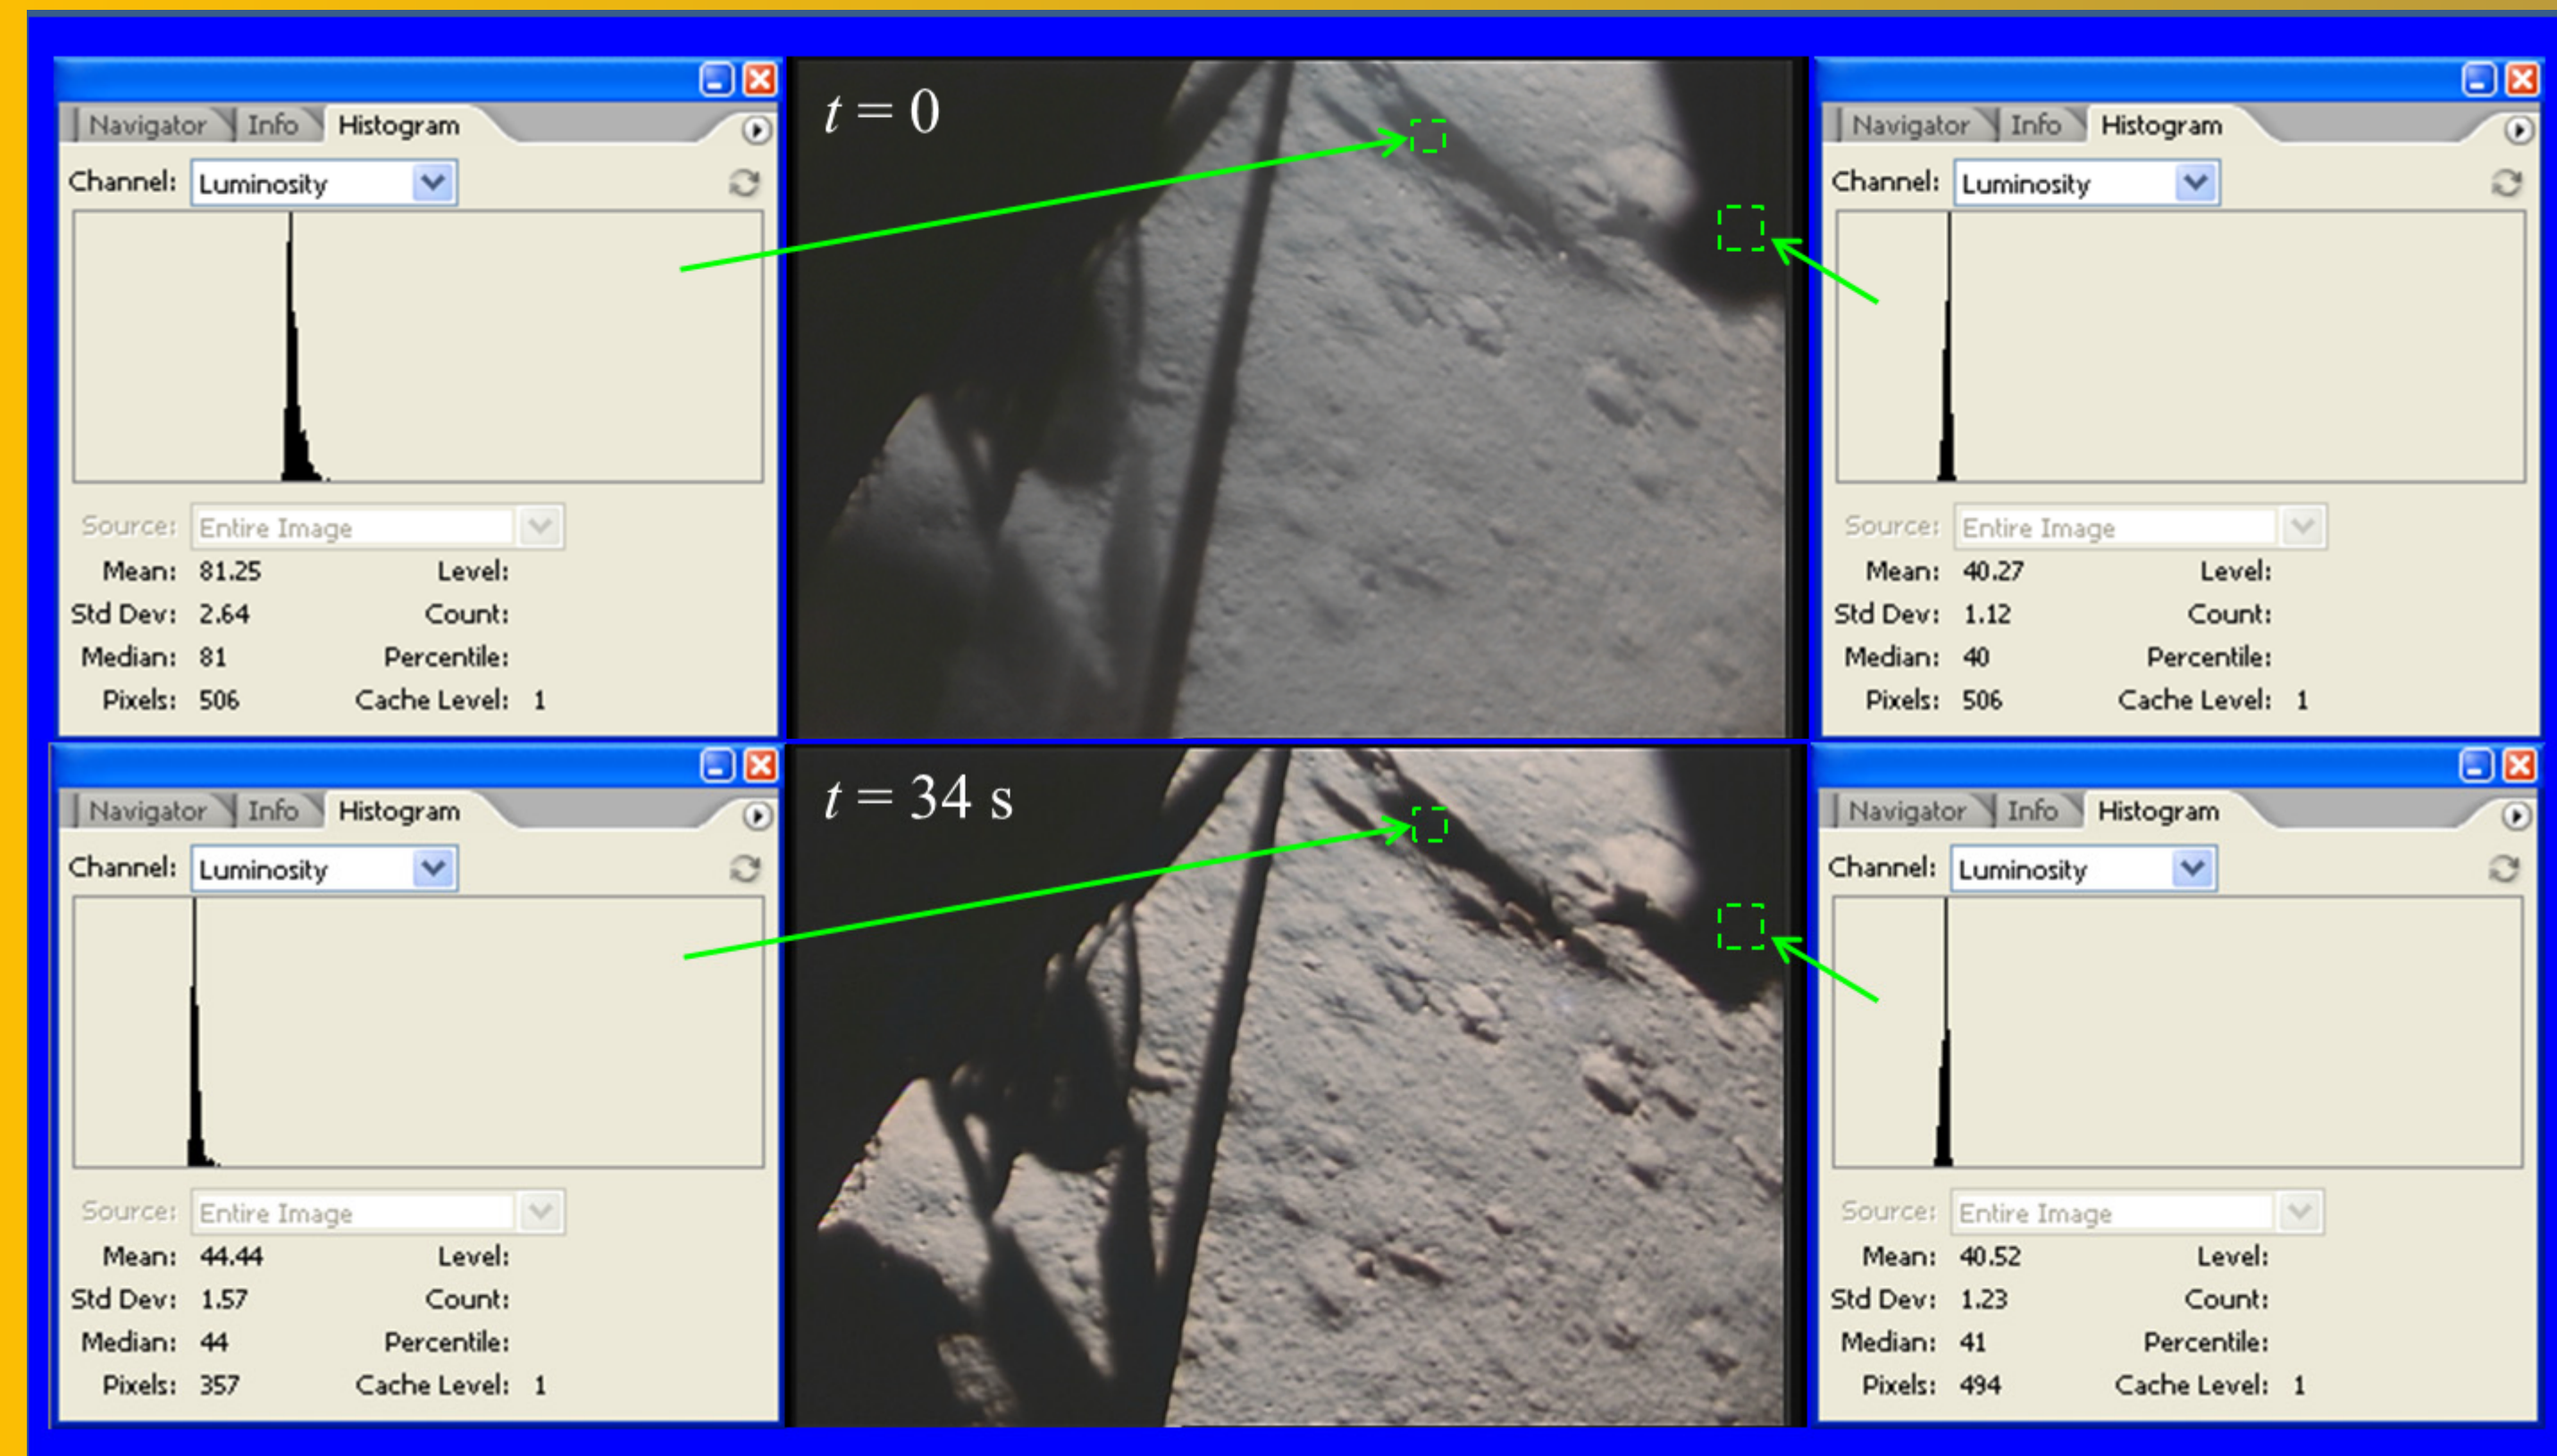 Navigator Info Histogram
Channel: Luminosity
Source: Entire Image
Mean: 81.25 Level:
Std Dev: 2.64 Count:
Median: 81 Percentile:
Pixels: 506 Cache Level: 1
t = 0
Navigator Info Histogram
Channel: Luminosity
Source: Entire Image
Mean: 40.27 Level:
Std Dev: 1.12 Count:
Median: 40 Percentile:
Pixels: 506 Cache Level: 1
Navigator Info Histogram
Channel: Luminosity
Source: Entire Image
Mean: 44.44 Level:
Std Dev: 1.57 Count:
Median: 44 Percentile:
Pixels: 357 Cache Level: 1
t = 34 s
Navigator Info Histogram
Channel: Luminosity
Source: Entire Image
Mean: 40.52 Level:
Std Dev: 1.23 Count:
Median: 41 Percentile:
Pixels: 494 Cache Level: 1